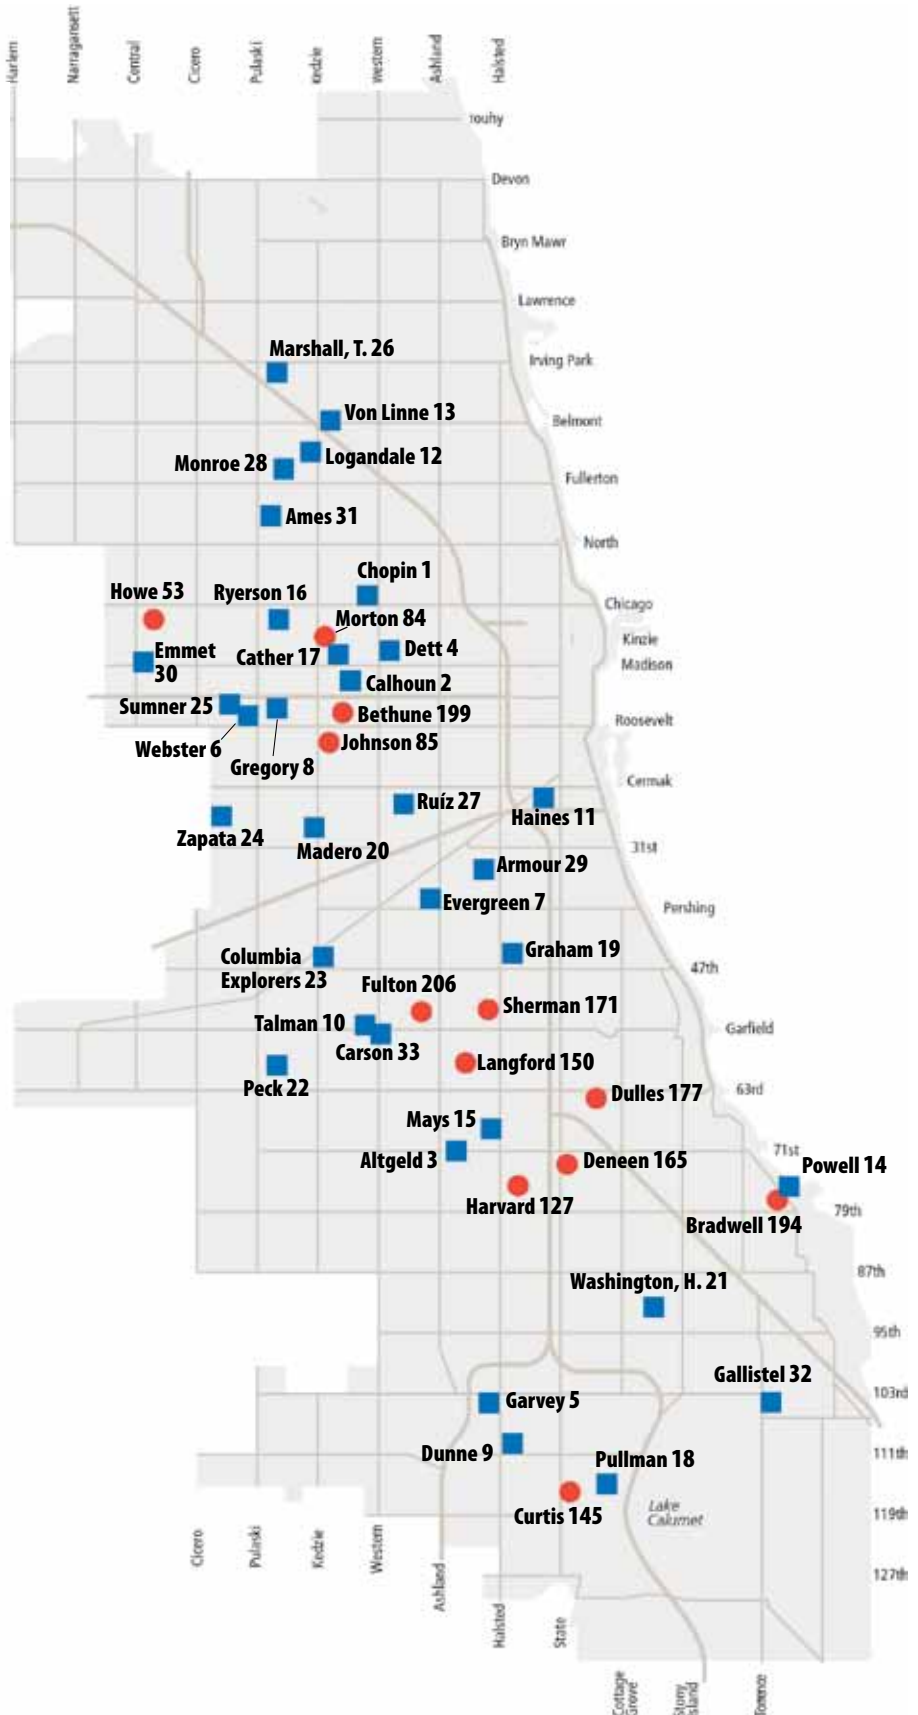 Harlem
Narragansett
Central
Cicero
Pulaski
Kedzie
Western
Ashland
Halsted
Touhy
Devon
Bryn Mawr
Lawrence
Irving Park
Marshall, T. 26
Von Linne 13
Belmont
Logandale 12
Monroe 28
Fullerton
Ames 31
North
Chopin 1
Howe 53
Ryerson 16
Chicago
Morton 84
Kinzie
Emmet
30
Cather 17
Dett 4
Madison
Calhoun 2
Sumner 25
Bethune 199
Roosevelt
Webster 6
Johnson 85
Gregory 8
Cermak
Ruíz 27
Haines 11
Zapata 24
Madero 20
31st
Armour 29
Evergreen 7
Pershing
Graham 19
Columbia
Explorers 23
47th
Fulton 206
Sherman 171
Talman 10
Garfield
Carson 33
Langford 150
Peck 22
63rd
Dulles 177
Mays 15
71st
Altgeld 3
Deneen 165
Powell 14
Harvard 127
79th
Bradwell 194
87th
Washington, H. 21
95th
Gallistel 32
103rd
Garvey 5
Dunne 9
111th
Pullman 18
Curtis 145
Lake
Calumet
119th
Cicero
Pulaski
Kedzie
Western
Ashland
Halsted
State
127th
Cottage
Grove
Stony
Island
Torrence